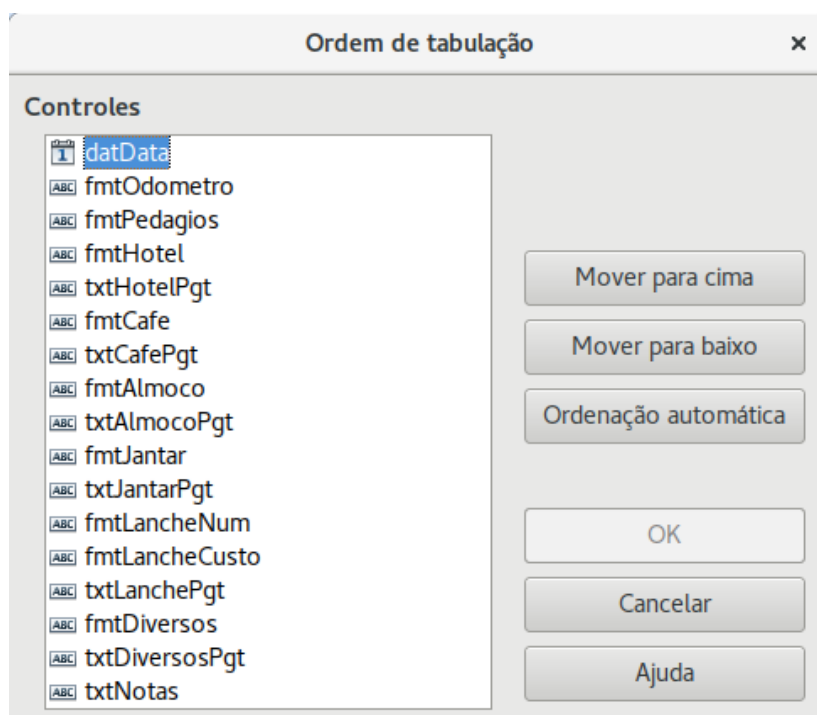 Ordem de tabulação
Controles
datData
fmtOdometro
fmtPedagios
fmtHotel
txtHotelPgt
fmtCafe
txtCafePgt
fmtAlmoco
txtAlmocoPgt
fmtJantar
txtJantarPgt
fmtLancheNum
fmtLancheCusto
txtLanchePgt
fmtDiversos
txtDiversosPgt
txtNotas
Mover para cima
Mover para baixo
Ordenação automática
OK
Cancelar
Ajuda